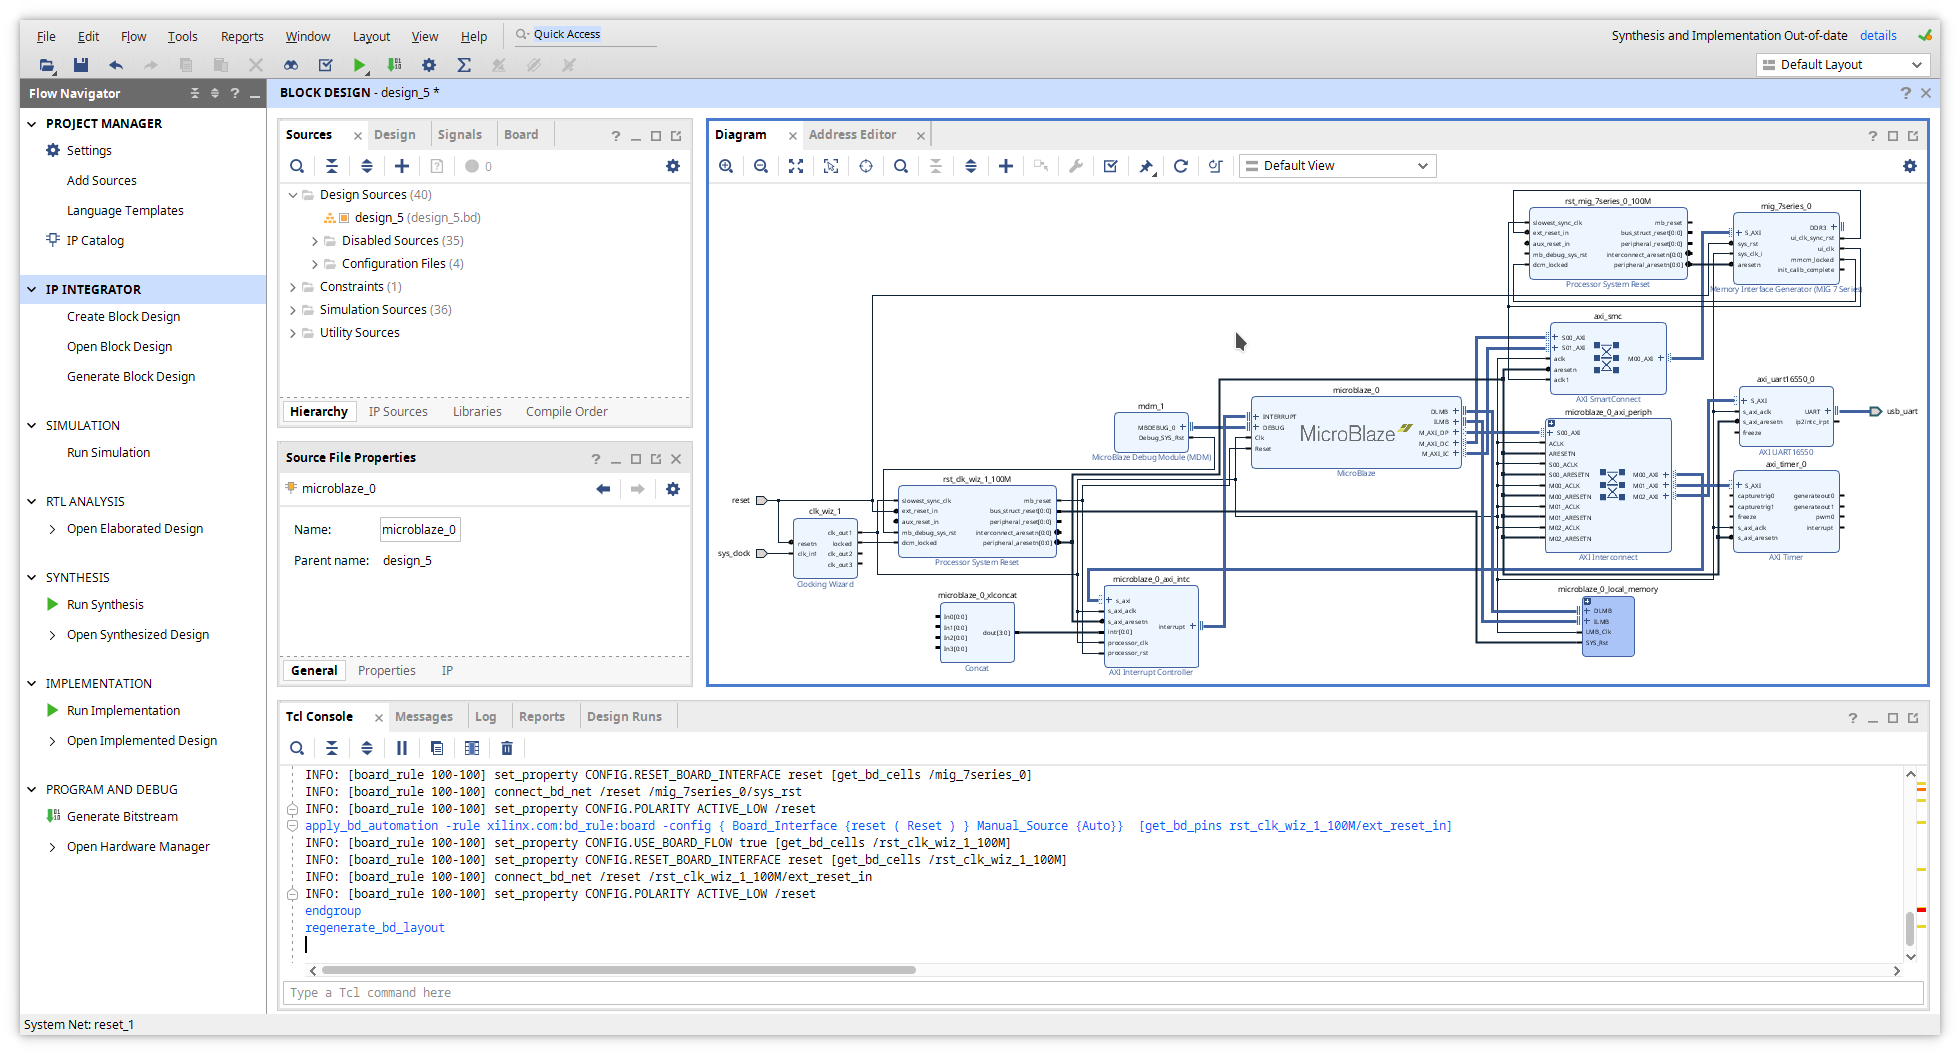 File Edit Flow Tools Reports Window Layout View Help Quick Access
Synthesis and Implementation Out-of-date details
Default Layout
Flow Navigator
PROJECT MANAGER
Settings
Add Sources
Language Templates
IP Catalog
IP INTEGRATOR
Create Block Design
Open Block Design
Generate Block Design
SIMULATION
Run Simulation
RTL ANALYSIS
Open Elaborated Design
SYNTHESIS
Run Synthesis
Open Synthesized Design
IMPLEMENTATION
Run Implementation
Open Implemented Design
PROGRAM AND DEBUG
Generate Bitstream
Open Hardware Manager
BLOCK DESIGN - design_5 *
Sources Design Signals Board
0
Design Sources (40)
design_5 (design_5.bd)
Disabled Sources (35)
Configuration Files (4)
Constraints (1)
Simulation Sources (36)
Utility Sources
Hierarchy IP Sources Libraries Compile Order
Source File Properties
microblaze_0
Name: microblaze_0
Parent name: design_5
General Properties IP
Diagram Address Editor
Default View
rst_mig_7series_0_100M
slowest_sync_clk mb_reset
ext_reset_in bus_struct_reset[0:0]
aux_reset_in peripheral_reset[0:0]
mb_debug_sys_rst interconnect_aresetn[0:0]
dcm_locked peripheral_aresetn[0:0]
Processor System Reset
mig_7series_0
DDR3
S_AXI ui_clk_sync_rst
sys_rst ui_clk
sys_clk_i mmcm_locked
aresetn init_calib_complete
Memory Interface Generator (MIG 7 Series)
axi_smc
S00_AXI
S01_AXI
aclk M00_AXI
aresetn
aclk1
AXI SmartConnect
microblaze_0
INTERRUPT DLMB
DEBUG ILMB
Clk M_AXI_DP
Reset M_AXI_DC
M_AXI_IC
MicroBlaze
MicroBlaze
mdm_1
MBDEBUG_0
Debug_SYS_Rst
MicroBlaze Debug Module (MDM)
microblaze_0_axi_periph
S00_AXI
ACLK
ARESETN
S00_ACLK
S00_ARESETN M00_AXI
M00_ACLK M01_AXI
M00_ARESETN M02_AXI
M01_ACLK
M01_ARESETN
M02_ACLK
M02_ARESETN
AXI Interconnect
axi_uart16550_0
S_AXI
s_axi_aclk UART
s_axi_aresetn ip2intc_irpt
freeze
AXI UART16550
usb_uart
axi_timer_0
S_AXI
capturetrig0 generateout0
capturetrig1 generateout1
freeze pwm0
s_axi_aclk interrupt
s_axi_aresetn
AXI Timer
reset
sys_clock
clk_wiz_1
clk_out1
resetn locked
clk_in1 clk_out2
clk_out3
Clocking Wizard
rst_clk_wiz_1_100M
slowest_sync_clk mb_reset
ext_reset_in bus_struct_reset[0:0]
aux_reset_in peripheral_reset[0:0]
mb_debug_sys_rst interconnect_aresetn[0:0]
dcm_locked peripheral_aresetn[0:0]
Processor System Reset
microblaze_0_xlconcat
In0[0:0]
In1[0:0]
In2[0:0]
In3[0:0]
dout[3:0]
Concat
microblaze_0_axi_intc
s_axi
s_axi_aclk
s_axi_aresetn
intr[0:0]
processor_clk
processor_rst
interrupt
AXI Interrupt Controller
microblaze_0_local_memory
DLMB
ILMB
LMB_Clk
SYS_Rst
Tcl Console Messages Log Reports Design Runs
INFO: [board_rule 100-100] set_property CONFIG.RESET_BOARD_INTERFACE reset [get_bd_cells /mig_7series_0]
INFO: [board_rule 100-100] connect_bd_net /reset /mig_7series_0/sys_rst
INFO: [board_rule 100-100] set_property CONFIG.POLARITY ACTIVE_LOW /reset
apply_bd_automation -rule xilinx.com:bd_rule:board -config { Board_Interface {reset ( Reset ) } Manual_Source {Auto}}  [get_bd_pins rst_clk_wiz_1_100M/ext_reset_in]
INFO: [board_rule 100-100] set_property CONFIG.USE_BOARD_FLOW true [get_bd_cells /rst_clk_wiz_1_100M]
INFO: [board_rule 100-100] set_property CONFIG.RESET_BOARD_INTERFACE reset [get_bd_cells /rst_clk_wiz_1_100M]
INFO: [board_rule 100-100] connect_bd_net /reset /rst_clk_wiz_1_100M/ext_reset_in
INFO: [board_rule 100-100] set_property CONFIG.POLARITY ACTIVE_LOW /reset
endgroup
regenerate_bd_layout
Type a Tcl command here
System Net: reset_1